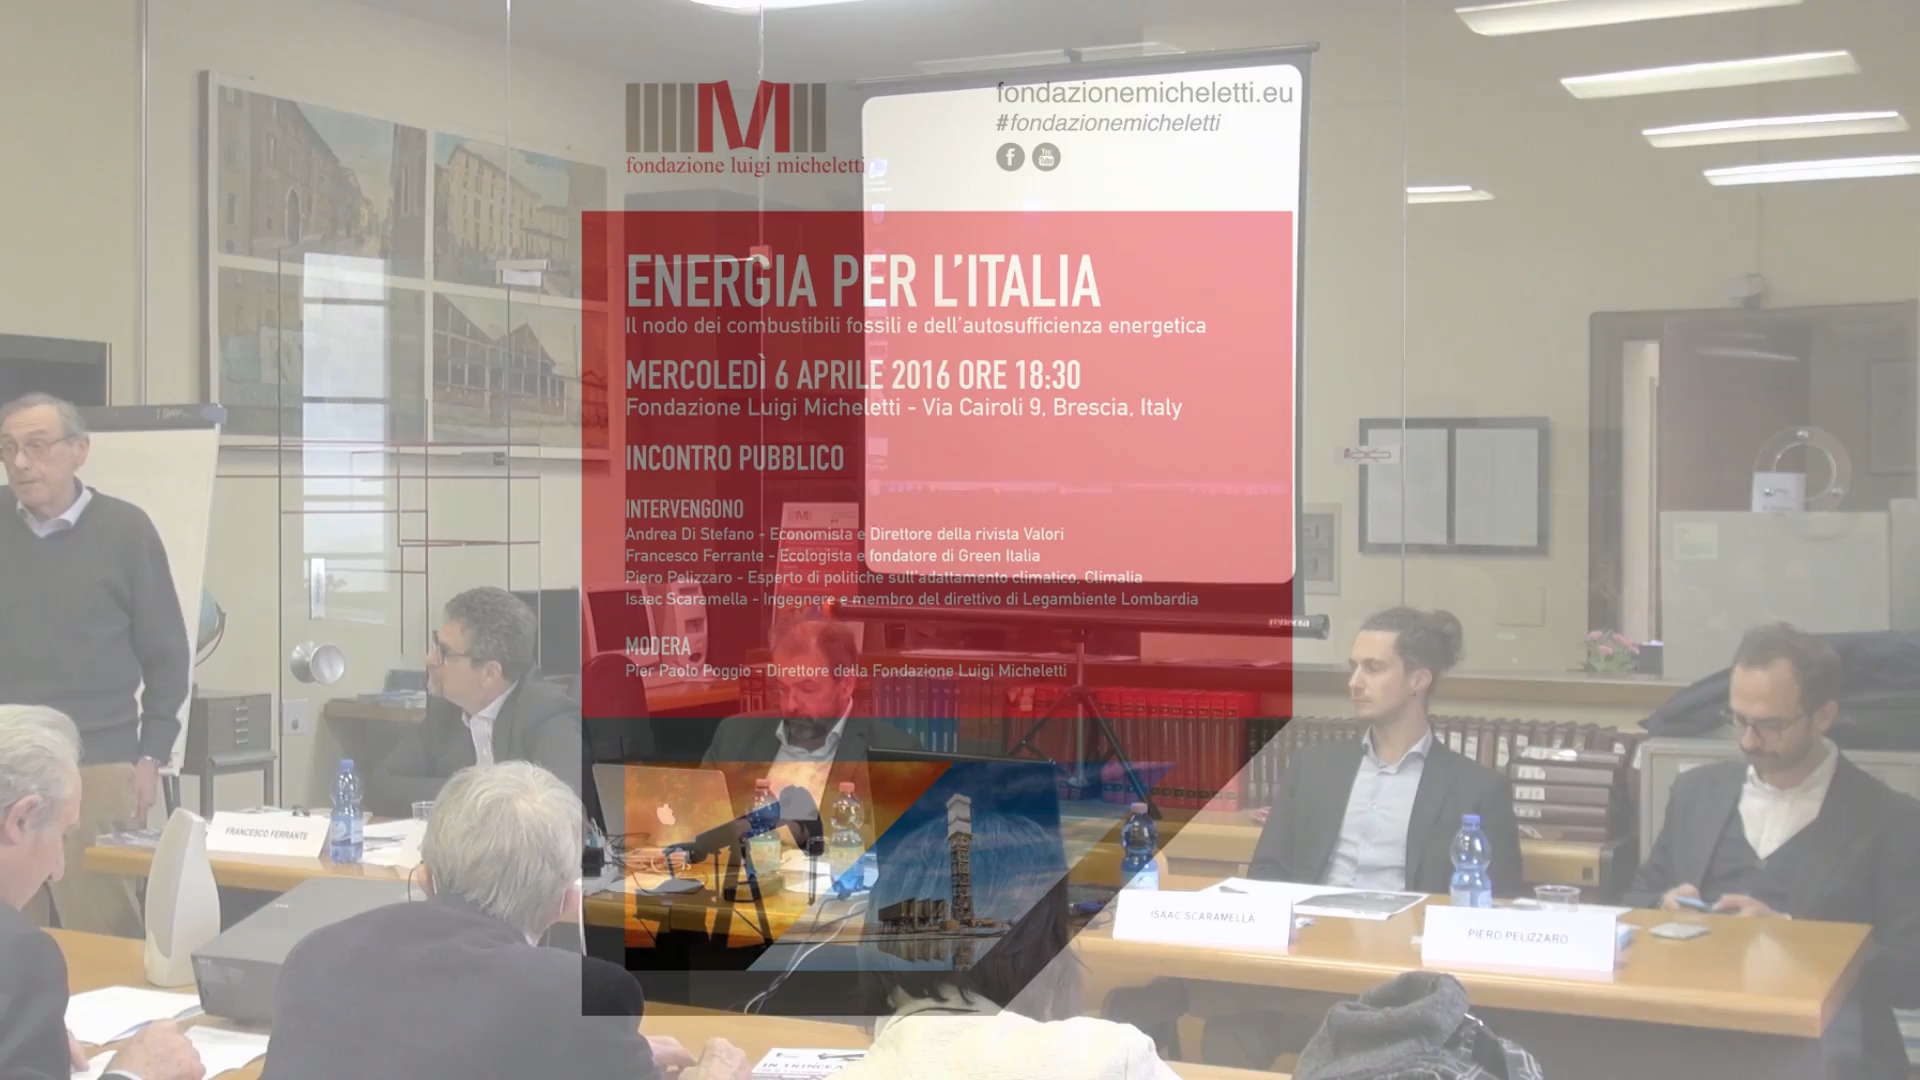 fondazione luigi micheletti
fondazionemicheletti.eu
#fondazionemicheletti
ENERGIA PER L'ITALIA
Il nodo dei combustibili fossili e dell'autosufficienza energetica
MERCOLEDÌ 6 APRILE 2016 ORE 18:30
Fondazione Luigi Micheletti - Via Cairoli 9, Brescia, Italy
INCONTRO PUBBLICO
INTERVENGONO
Andrea Di Stefano - Economista e Direttore della rivista Valori
Francesco Ferrante - Ecologista e fondatore di Green Italia
Piero Pelizzaro - Esperto di politiche sull'adattamento climatico, Climalia
Isaac Scaramella - Ingegnere e membro del direttivo di Legambiente Lombardia
MODERA
Pier Paolo Poggio - Direttore della Fondazione Luigi Micheletti
FRANCESCO FERRANTE
ISAAC SCARAMELLA
PIERO PELIZZARO
IN TRINCEA